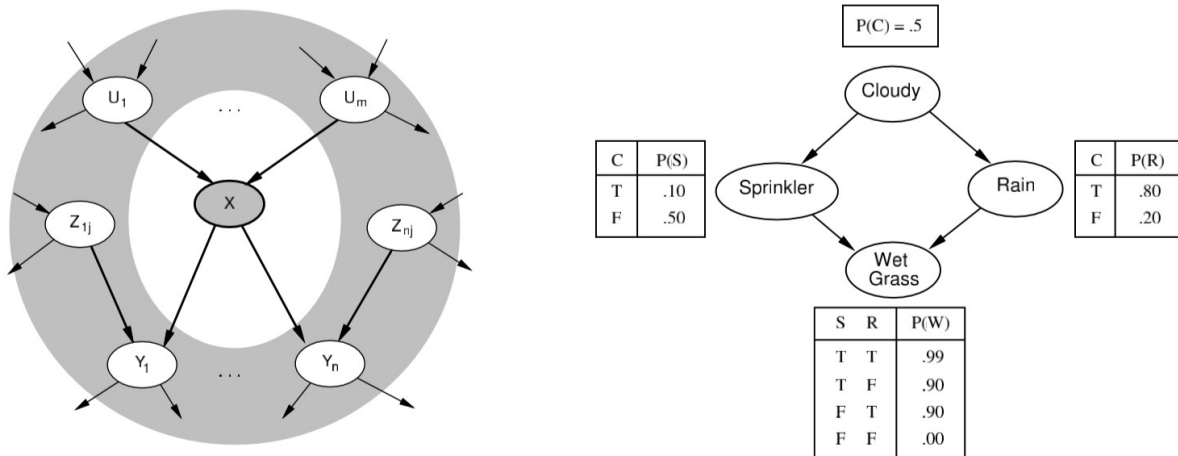 U1
. . .
Um
X
Z1j
Znj
Y1
. . .
Yn
P(C) = .5
Cloudy
C P(S)
T .10
F .50
Sprinkler
Rain
C P(R)
T .80
F .20
Wet
Grass
S R P(W)
T T .99
T F .90
F T .90
F F .00